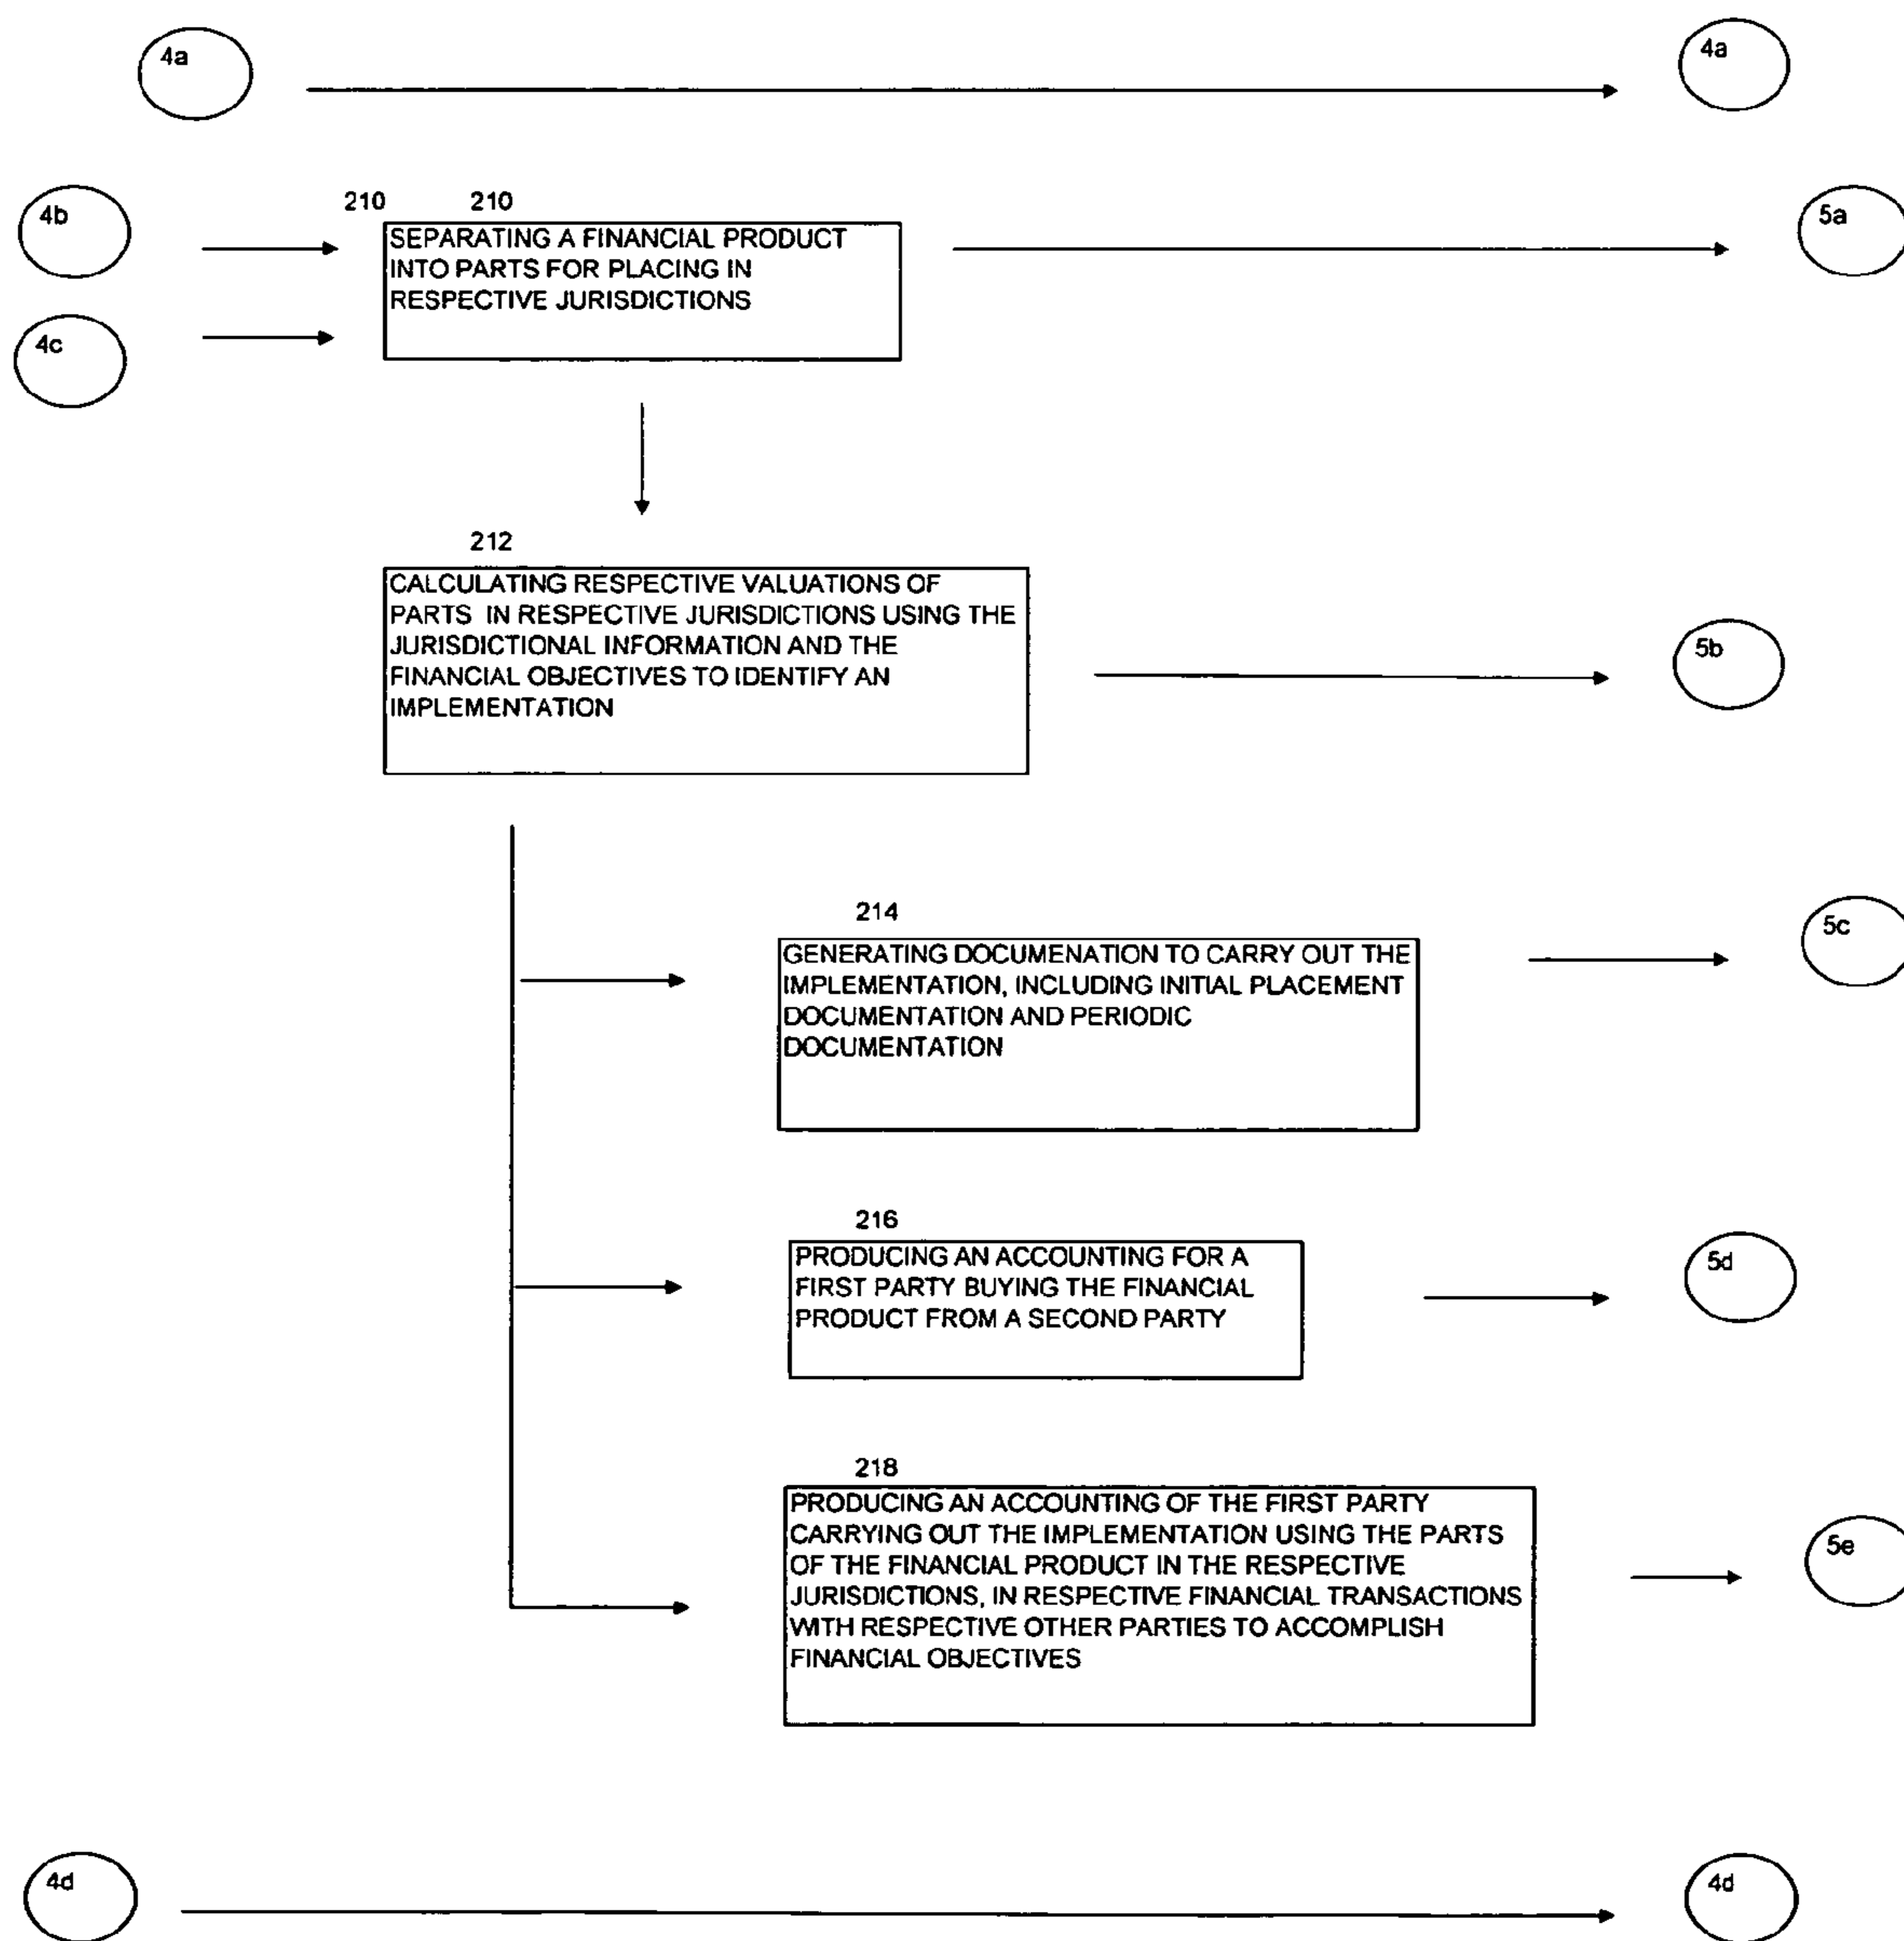 4a
4a
4b
210 210
5a
SEPARATING A FINANCIAL PRODUCT
INTO PARTS FOR PLACING IN
RESPECTIVE JURISDICTIONS
4c
212
CALCULATING RESPECTIVE VALUATIONS OF
PARTS IN RESPECTIVE JURISDICTIONS USING THE
JURISDICTIONAL INFORMATION AND THE
FINANCIAL OBJECTIVES TO IDENTIFY AN
IMPLEMENTATION
5b
214
5c
GENERATING DOCUMENATION TO CARRY OUT THE
IMPLEMENTATION, INCLUDING INITIAL PLACEMENT
DOCUMENTATION AND PERIODIC
DOCUMENTATION
216
PRODUCING AN ACCOUNTING FOR A
FIRST PARTY BUYING THE FINANCIAL
PRODUCT FROM A SECOND PARTY
5d
218
PRODUCING AN ACCOUNTING OF THE FIRST PARTY
CARRYING OUT THE IMPLEMENTATION USING THE PARTS
OF THE FINANCIAL PRODUCT IN THE RESPECTIVE
JURISDICTIONS, IN RESPECTIVE FINANCIAL TRANSACTIONS
WITH RESPECTIVE OTHER PARTIES TO ACCOMPLISH
FINANCIAL OBJECTIVES
5e
4d
4d